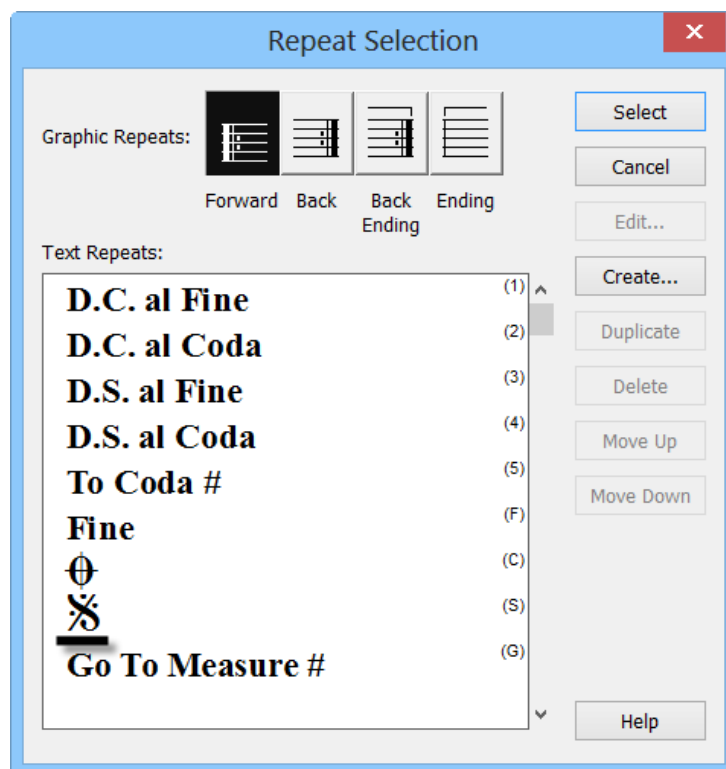 Repeat Selection
Graphic Repeats:
Forward
Back
Back
Ending
Ending
Select
Cancel
Edit...
Create...
Duplicate
Delete
Move Up
Move Down
Text Repeats:
D.C. al Fine (1)
D.C. al Coda (2)
D.S. al Fine (3)
D.S. al Coda (4)
To Coda # (5)
Fine (F)
(C)
(S)
Go To Measure # (G)
Help